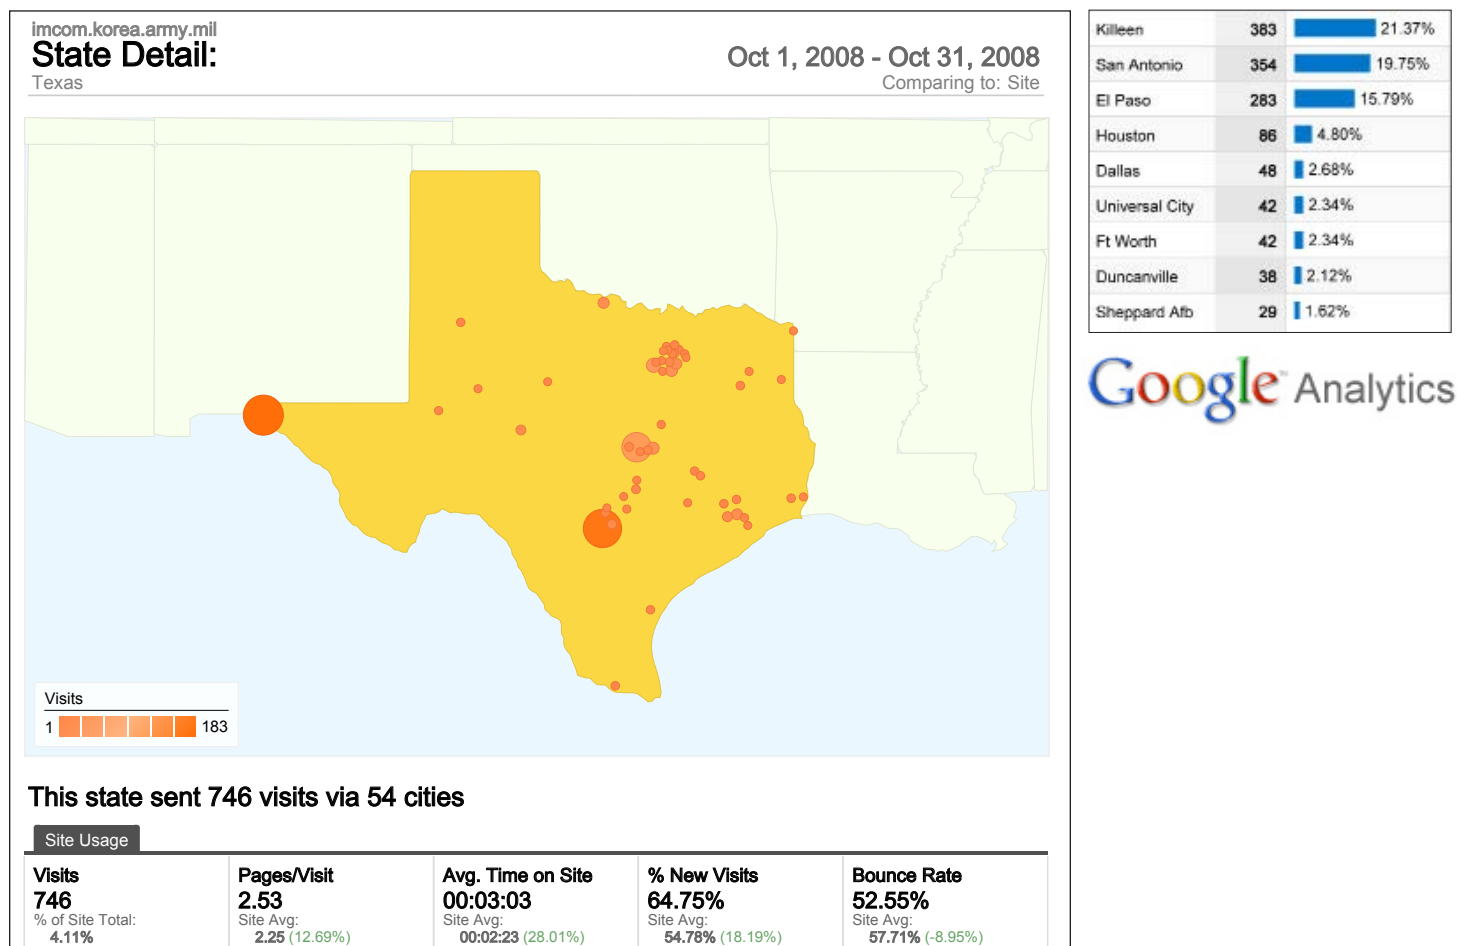 imcom.korea.army.mil
State Detail:
Texas
Oct 1, 2008 - Oct 31, 2008
Comparing to: Site
Visits
1 183
This state sent 746 visits via 54 cities
Site Usage
Visits
746
% of Site Total:
4.11%
Pages/Visit
2.53
Site Avg:
2.25 (12.69%)
Avg. Time on Site
00:03:03
Site Avg:
00:02:23 (28.01%)
% New Visits
64.75%
Site Avg:
54.78% (18.19%)
Bounce Rate
52.55%
Site Avg:
57.71% (-8.95%)
Killeen 383 21.37%
San Antonio 354 19.75%
El Paso 283 15.79%
Houston 86 4.80%
Dallas 48 2.68%
Universal City 42 2.34%
Ft Worth 42 2.34%
Duncanville 38 2.12%
Sheppard Afb 29 1.62%
Google™ Analytics